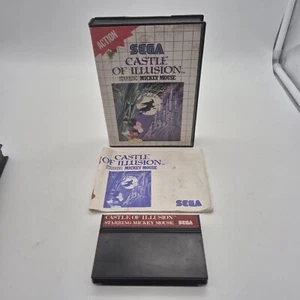 ACTION
SEGA
CASTLE
OF ILLUSION
STARRING MICKEY MOUSE
CASTLE
OF ILLUSION
STARRING MICKEY MOUSE
SEGA
CASTLE OF ILLUSION
STARRING MICKEY MOUSE SEGA